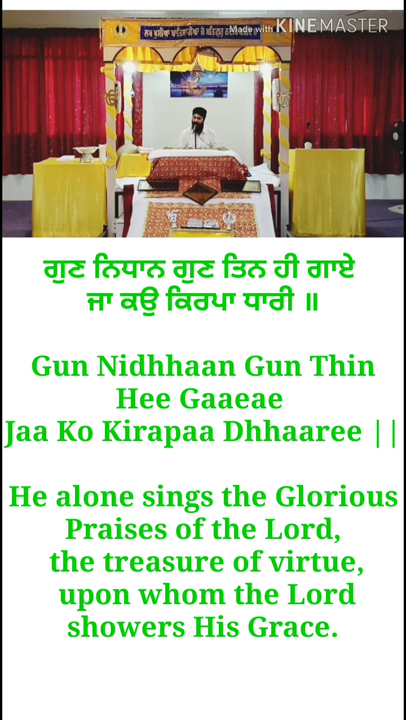 Made with KINEMASTER
ਗੁਣ ਨਿਧਾਨ ਗੁਣ ਤਿਨ ਹੀ ਗਾਏ
ਜਾ ਕਉ ਕਿਰਪਾ ਧਾਰੀ ॥
Gun Nidhhaan Gun Thin
Hee Gaaeae
Jaa Ko Kirapaa Dhhaaree ||
He alone sings the Glorious
Praises of the Lord,
the treasure of virtue,
upon whom the Lord
showers His Grace.